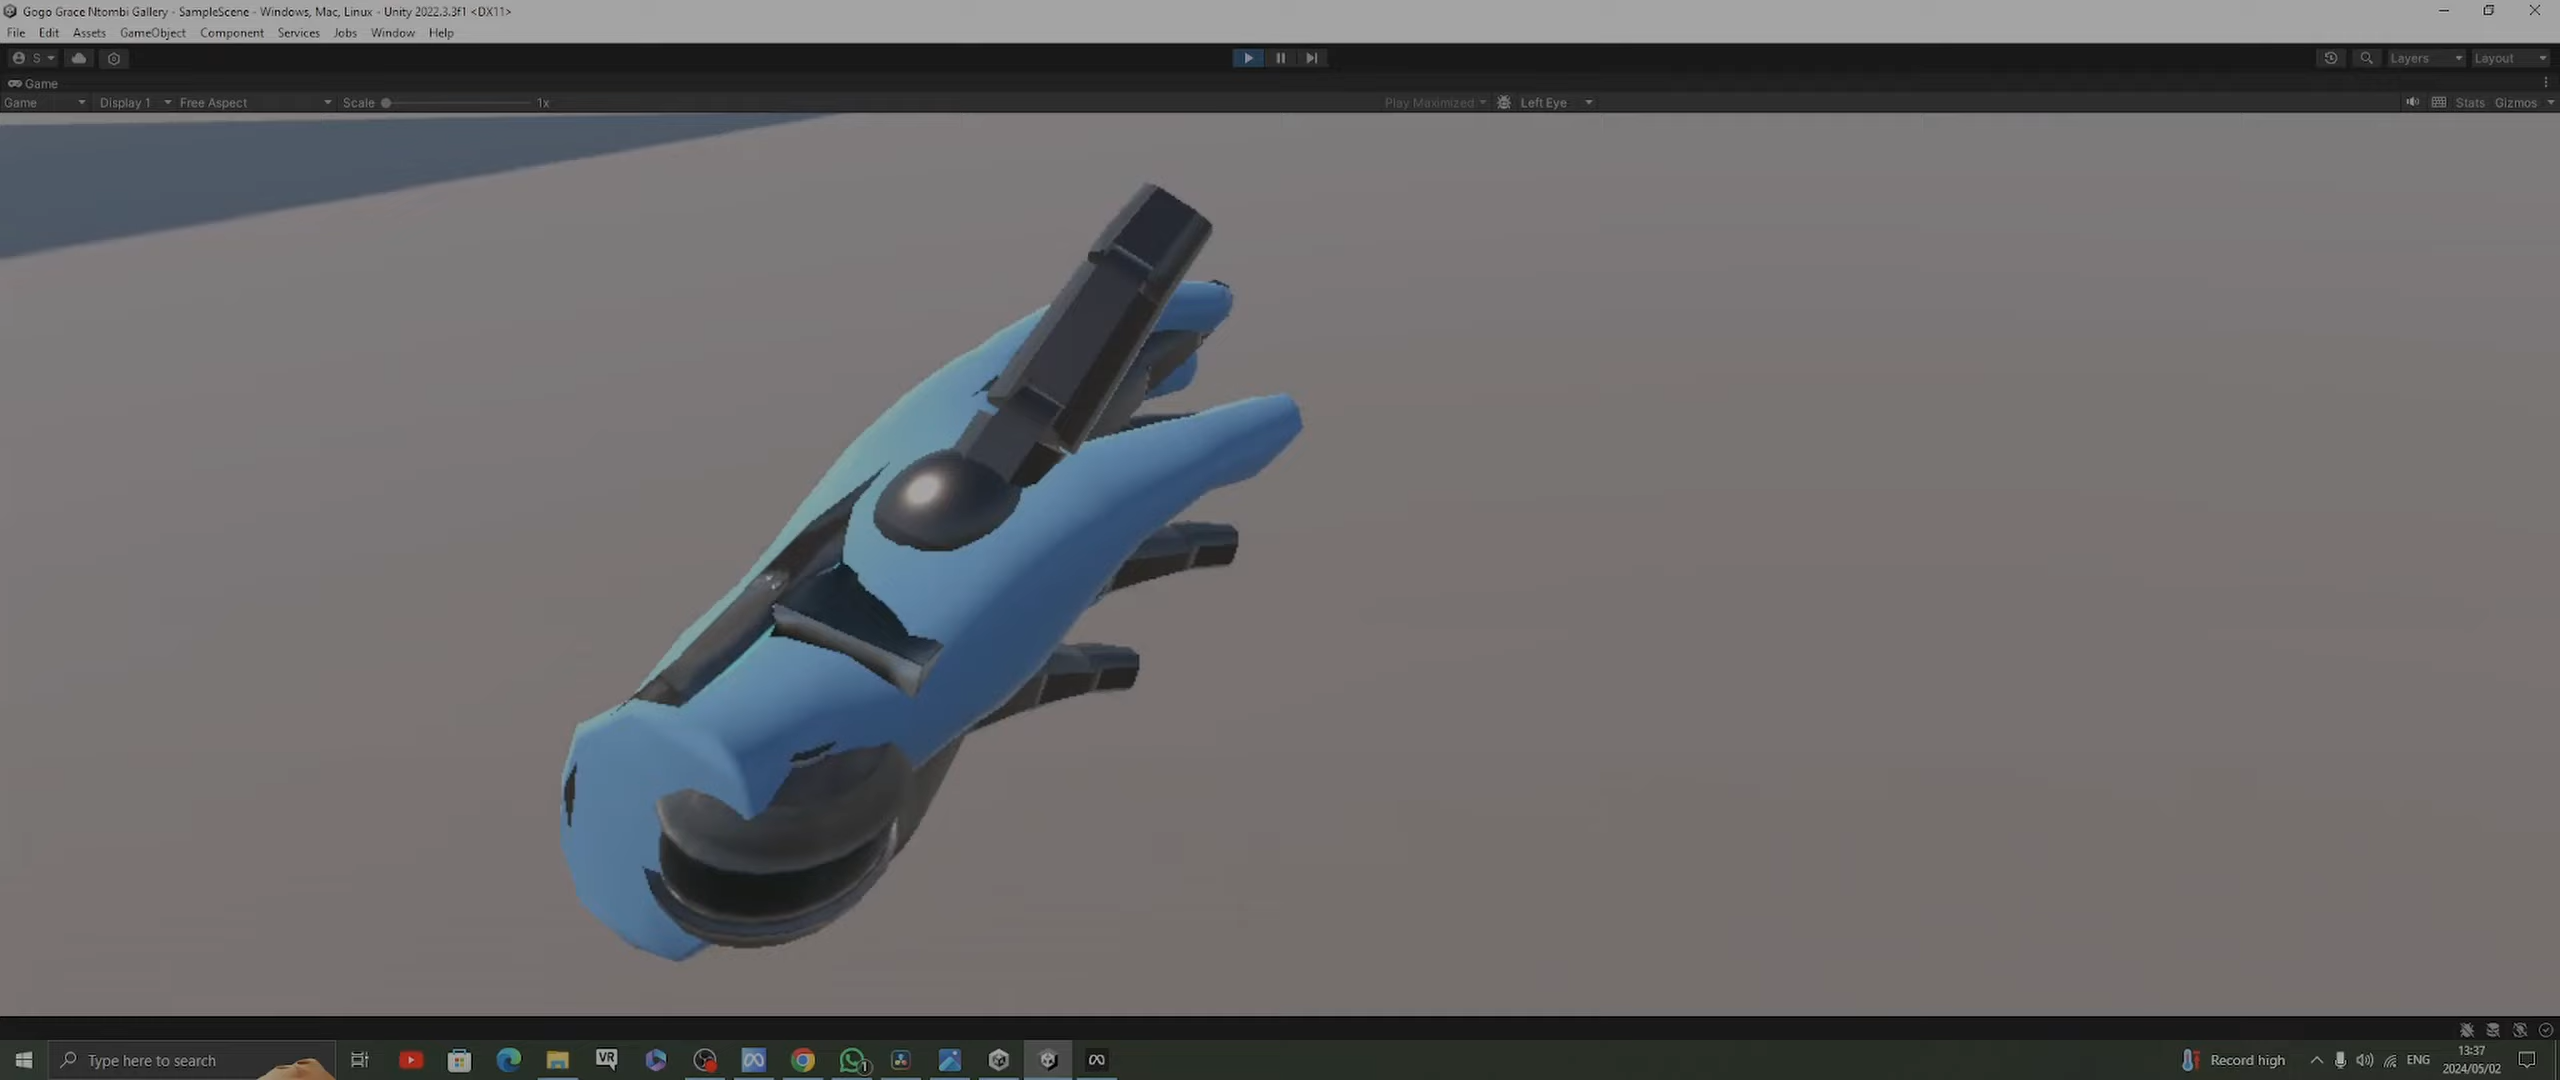 Gogo Grace Ntombi Gallery - SampleScene - Windows, Mac, Linux - Unity 2022.3.3f1 <DX11>
File Edit Assets GameObject Component Services Jobs Window Help
S Layers Layout
Game
Game Display 1 Free Aspect Scale 1x Play Maximized Left Eye Stats Gizmos
Type here to search VR 1 Record high ENG
13:37
2024/05/02